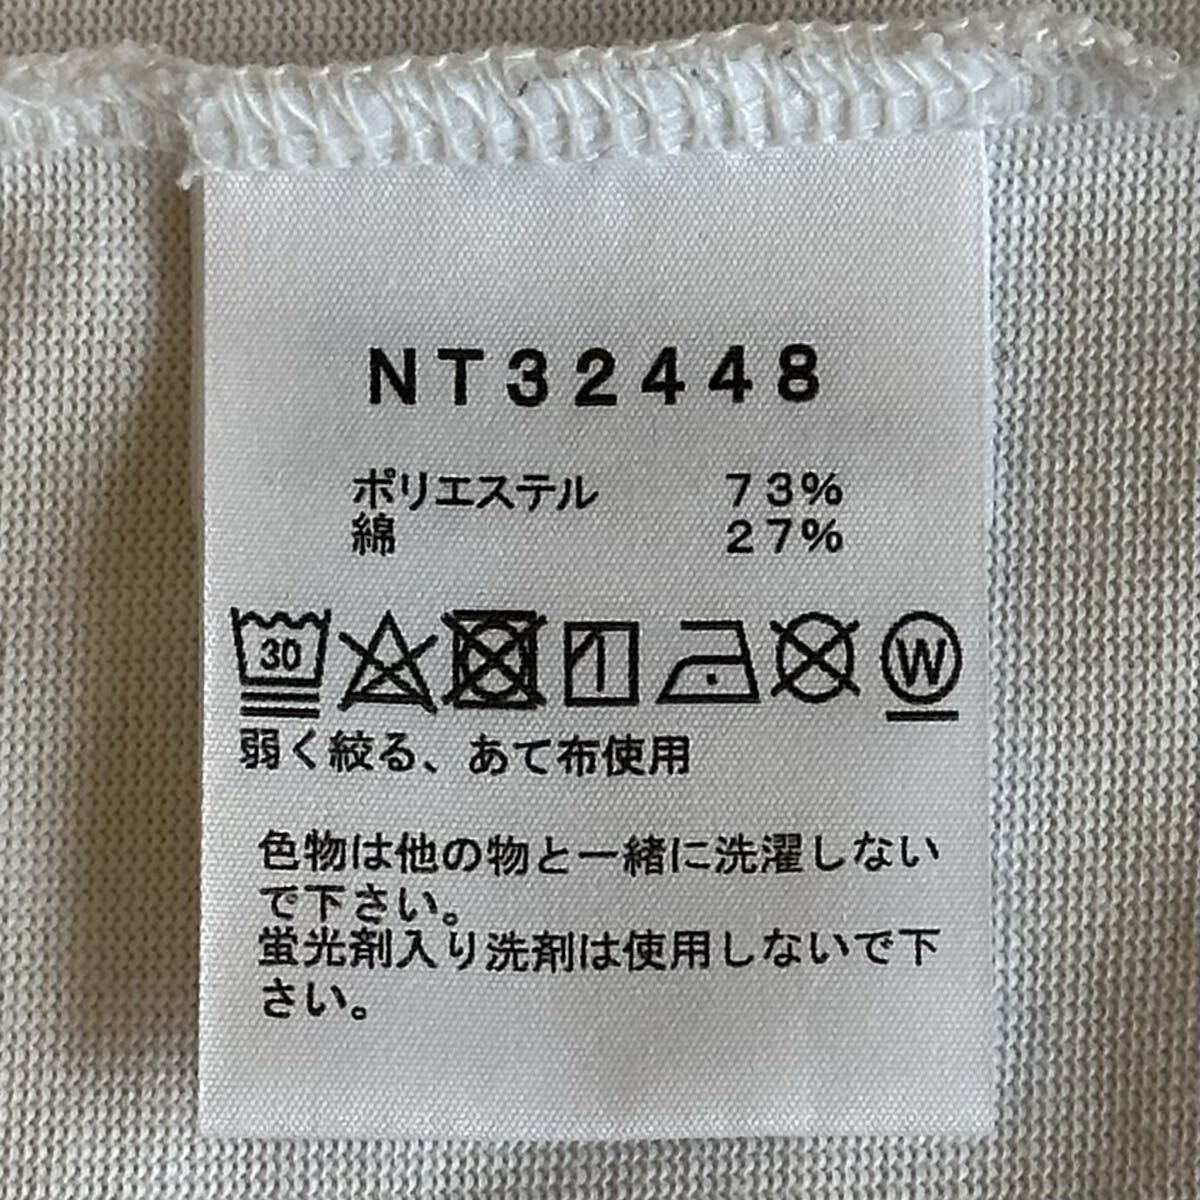 NT32448
ポリエステル 73%
綿 27%
30 W
弱く絞る、あて布使用
色物は他の物と一緒に洗濯しない
で下さい。
蛍光剤入り洗剤は使用しないで下
さい。